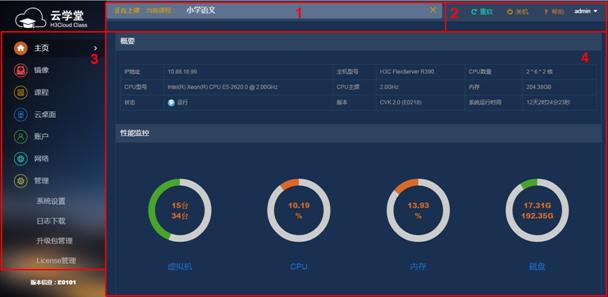 云学堂
H3Cloud Class
正在上课 当前课程： 小学语文
1
2
重启 关机 ? 帮助 admin
3
主页
镜像
课程
云桌面
账户
网络
管理
系统设置
日志下载
升级包管理
License管理
版本信息：E0101
概要
4
IP地址 10.88.16.99 主机型号 H3C FlexServer R390 CPU数量 2 * 6 * 2 核
CPU型号 Intel(R) Xeon(R) CPU E5-2620 0 @ 2.00GHz CPU主频 2.00GHz 内存 204.38GB
状态 运行 版本 CVK 2.0 (E0218) 系统运行时间 12天2时24分23秒
性能监控
15台
34台
虚拟机
10.19
%
CPU
13.93
%
内存
17.31G
192.35G
磁盘